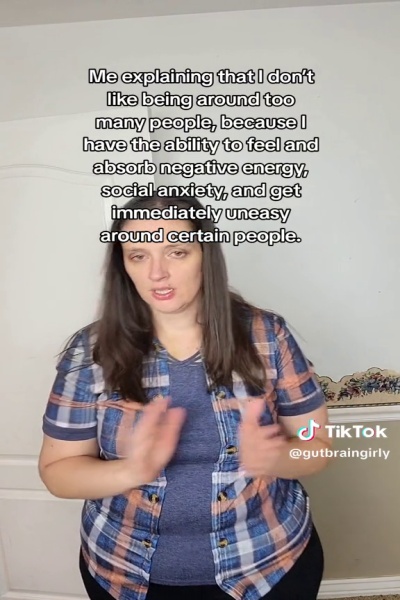 Me explaining that I don't
like being around too
many people, because I
have the ability to feel and
absorb negative energy,
social anxiety, and get
immediately uneasy
around certain people.
TikTok
@gutbraingirly